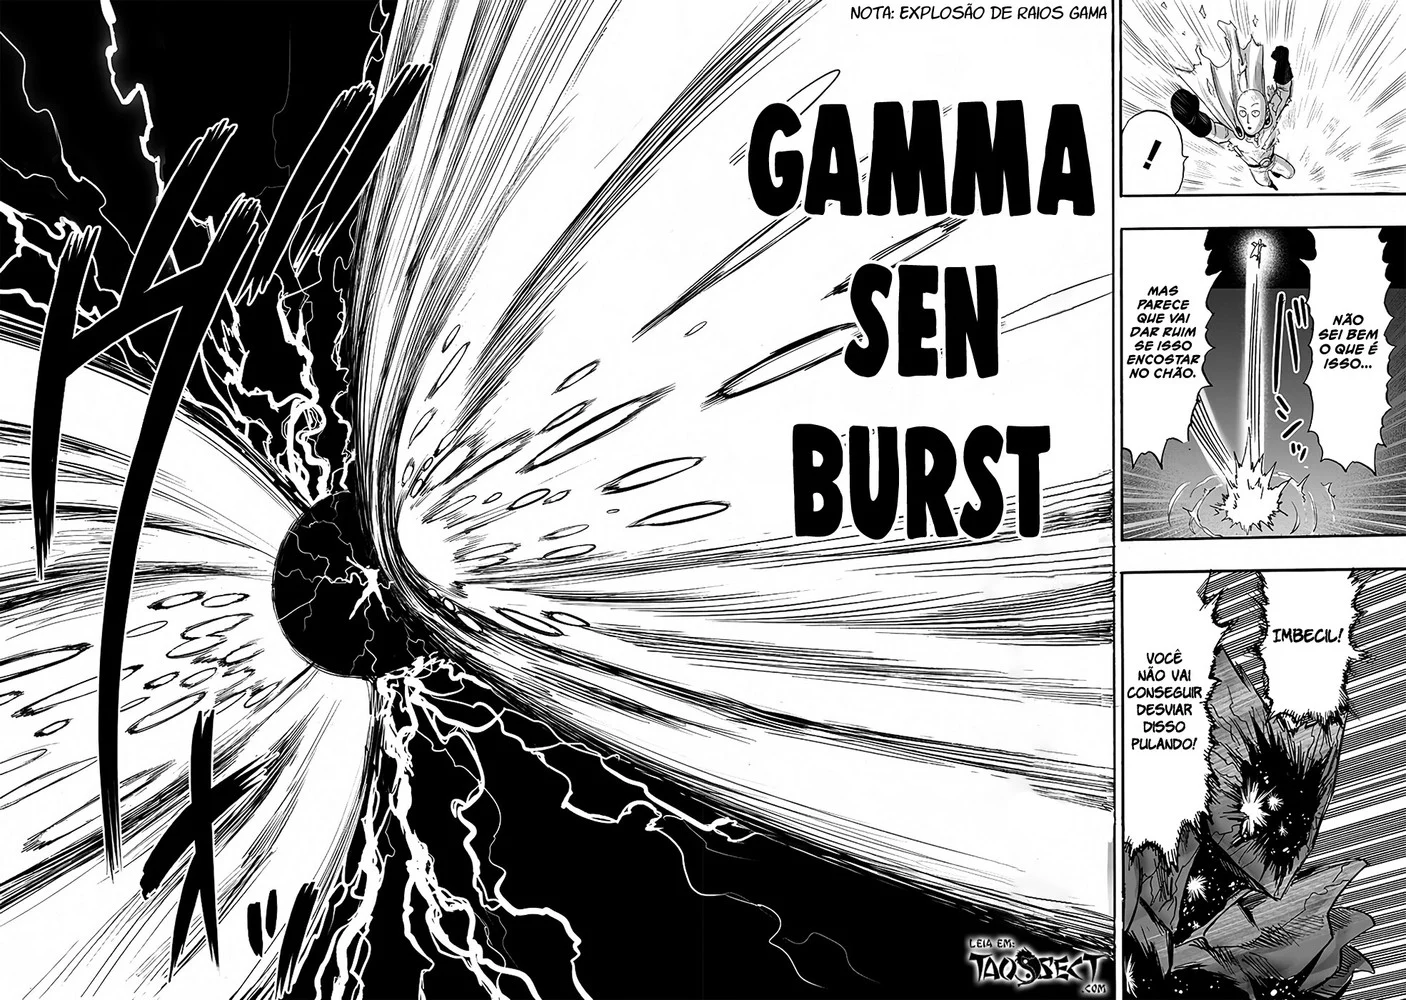 !
NÃO
SEI BEM
O QUE É
ISSO...
MAS
PARECE
QUE VAI
DAR RUIM
SE ISSO
ENCOSTAR
NO CHÃO.
IMBECIL!
VOCÊ
NÃO VAI
CONSEGUIR
DESVIAR
DISSO
PULANDO!
NOTA: EXPLOSÃO DE RAIOS GAMA
GAMMA
SEN
BURST
LEIA EM:
TAOSSECT
.COM